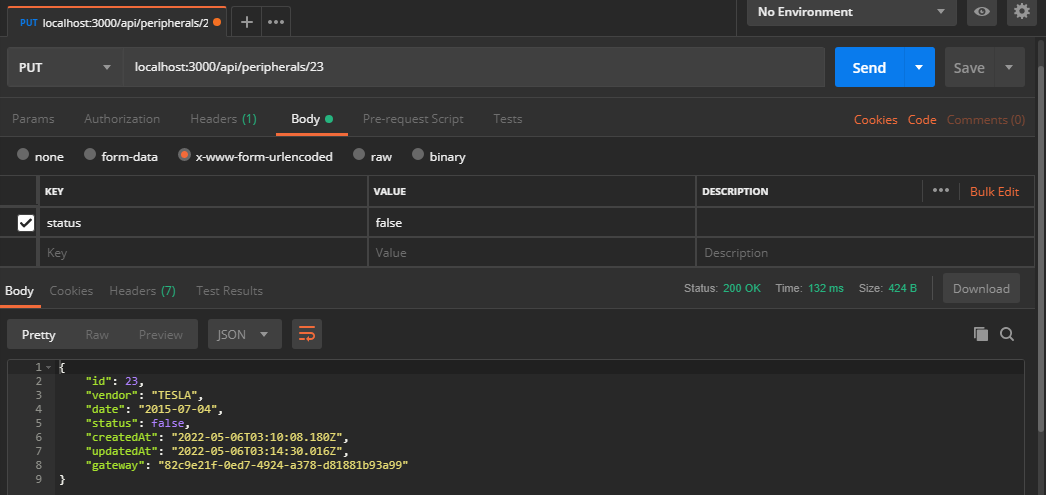 PUT localhost:3000/api/peripherals/2
No Environment
PUT localhost:3000/api/peripherals/23 Send Save
Params Authorization Headers (1) Body Pre-request Script Tests Cookies Code Comments (0)
none form-data x-www-form-urlencoded raw binary
KEY VALUE DESCRIPTION Bulk Edit
status false
Key Value Description
Body Cookies Headers (7) Test Results Status: 200 OK Time: 132 ms Size: 424 B Download
Pretty Raw Preview JSON
1 {
2 "id": 23,
3 "vendor": "TESLA",
4 "date": "2015-07-04",
5 "status": false,
6 "createdAt": "2022-05-06T03:10:08.180Z",
7 "updatedAt": "2022-05-06T03:14:30.016Z",
8 "gateway": "82c9e21f-0ed7-4924-a378-d81881b93a99"
9 }